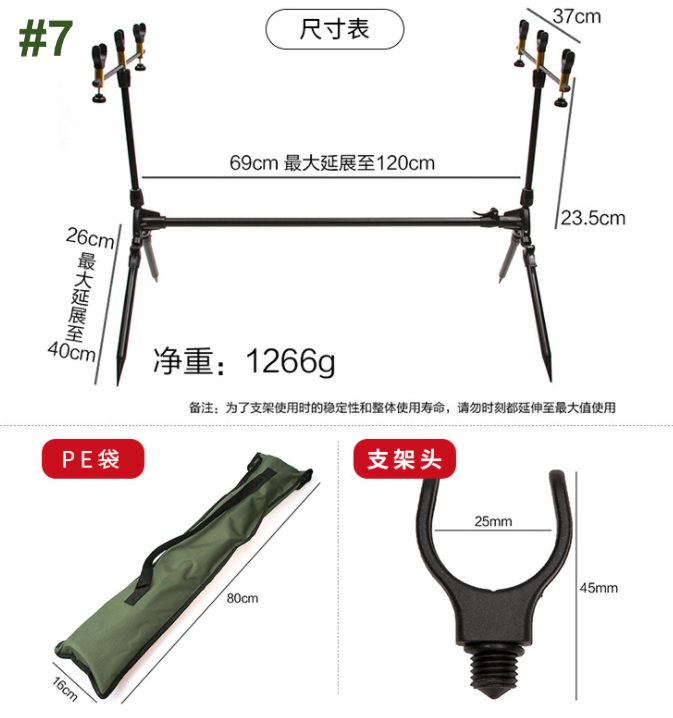 #7
尺寸表
37cm
69cm 最大延展至120cm
23.5cm
26cm
最大延展至
40cm
净重：1266g
备注：为了支架使用时的稳定性和整体使用寿命，请勿时刻都延伸至最大值使用
PE袋
支架头
25mm
45mm
80cm
16cm